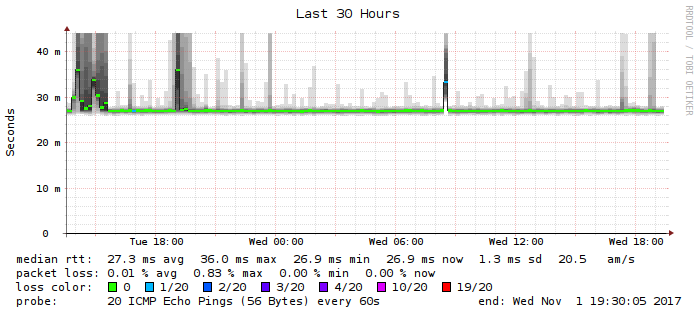 Last 30 Hours
RRDTOOL / TOBI OETIKER
Seconds
40 m
30 m
20 m
10 m
0
Tue 18:00 Wed 00:00 Wed 06:00 Wed 12:00 Wed 18:00
median rtt: 27.3 ms avg 36.0 ms max 26.9 ms min 26.9 ms now 1.3 ms sd 20.5 am/s
packet loss: 0.01 % avg 0.83 % max 0.00 % min 0.00 % now
loss color: 0 1/20 2/20 3/20 4/20 10/20 19/20
probe: 20 ICMP Echo Pings (56 Bytes) every 60s end: Wed Nov 1 19:30:05 2017